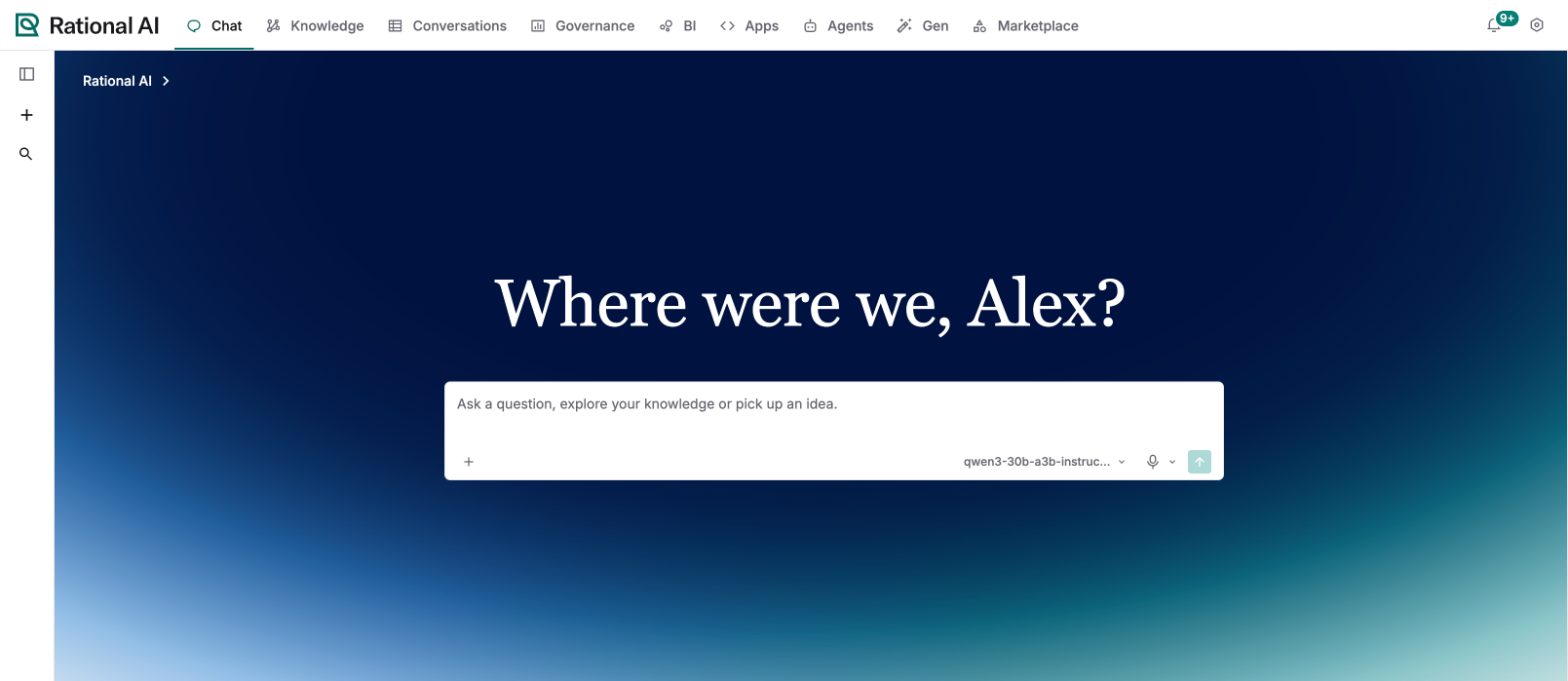 Rational AI
Chat
Knowledge
Conversations
Governance
BI
Apps
Agents
Gen
Marketplace
9+
Rational AI
Where were we, Alex?
Ask a question, explore your knowledge or pick up an idea.
qwen3-30b-a3b-instruc...